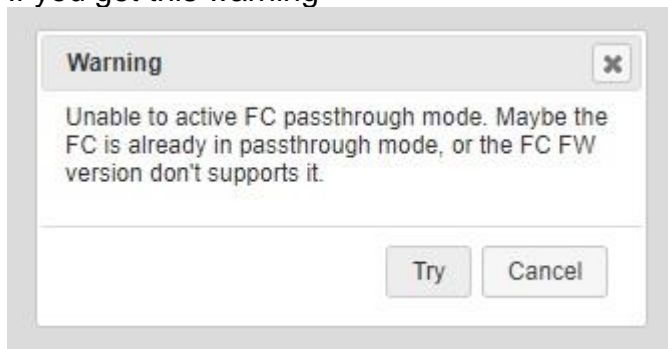 If you get this warning
Warning
Unable to active FC passthrough mode. Maybe the
FC is already in passthrough mode, or the FC FW
version don't supports it.
Try
Cancel